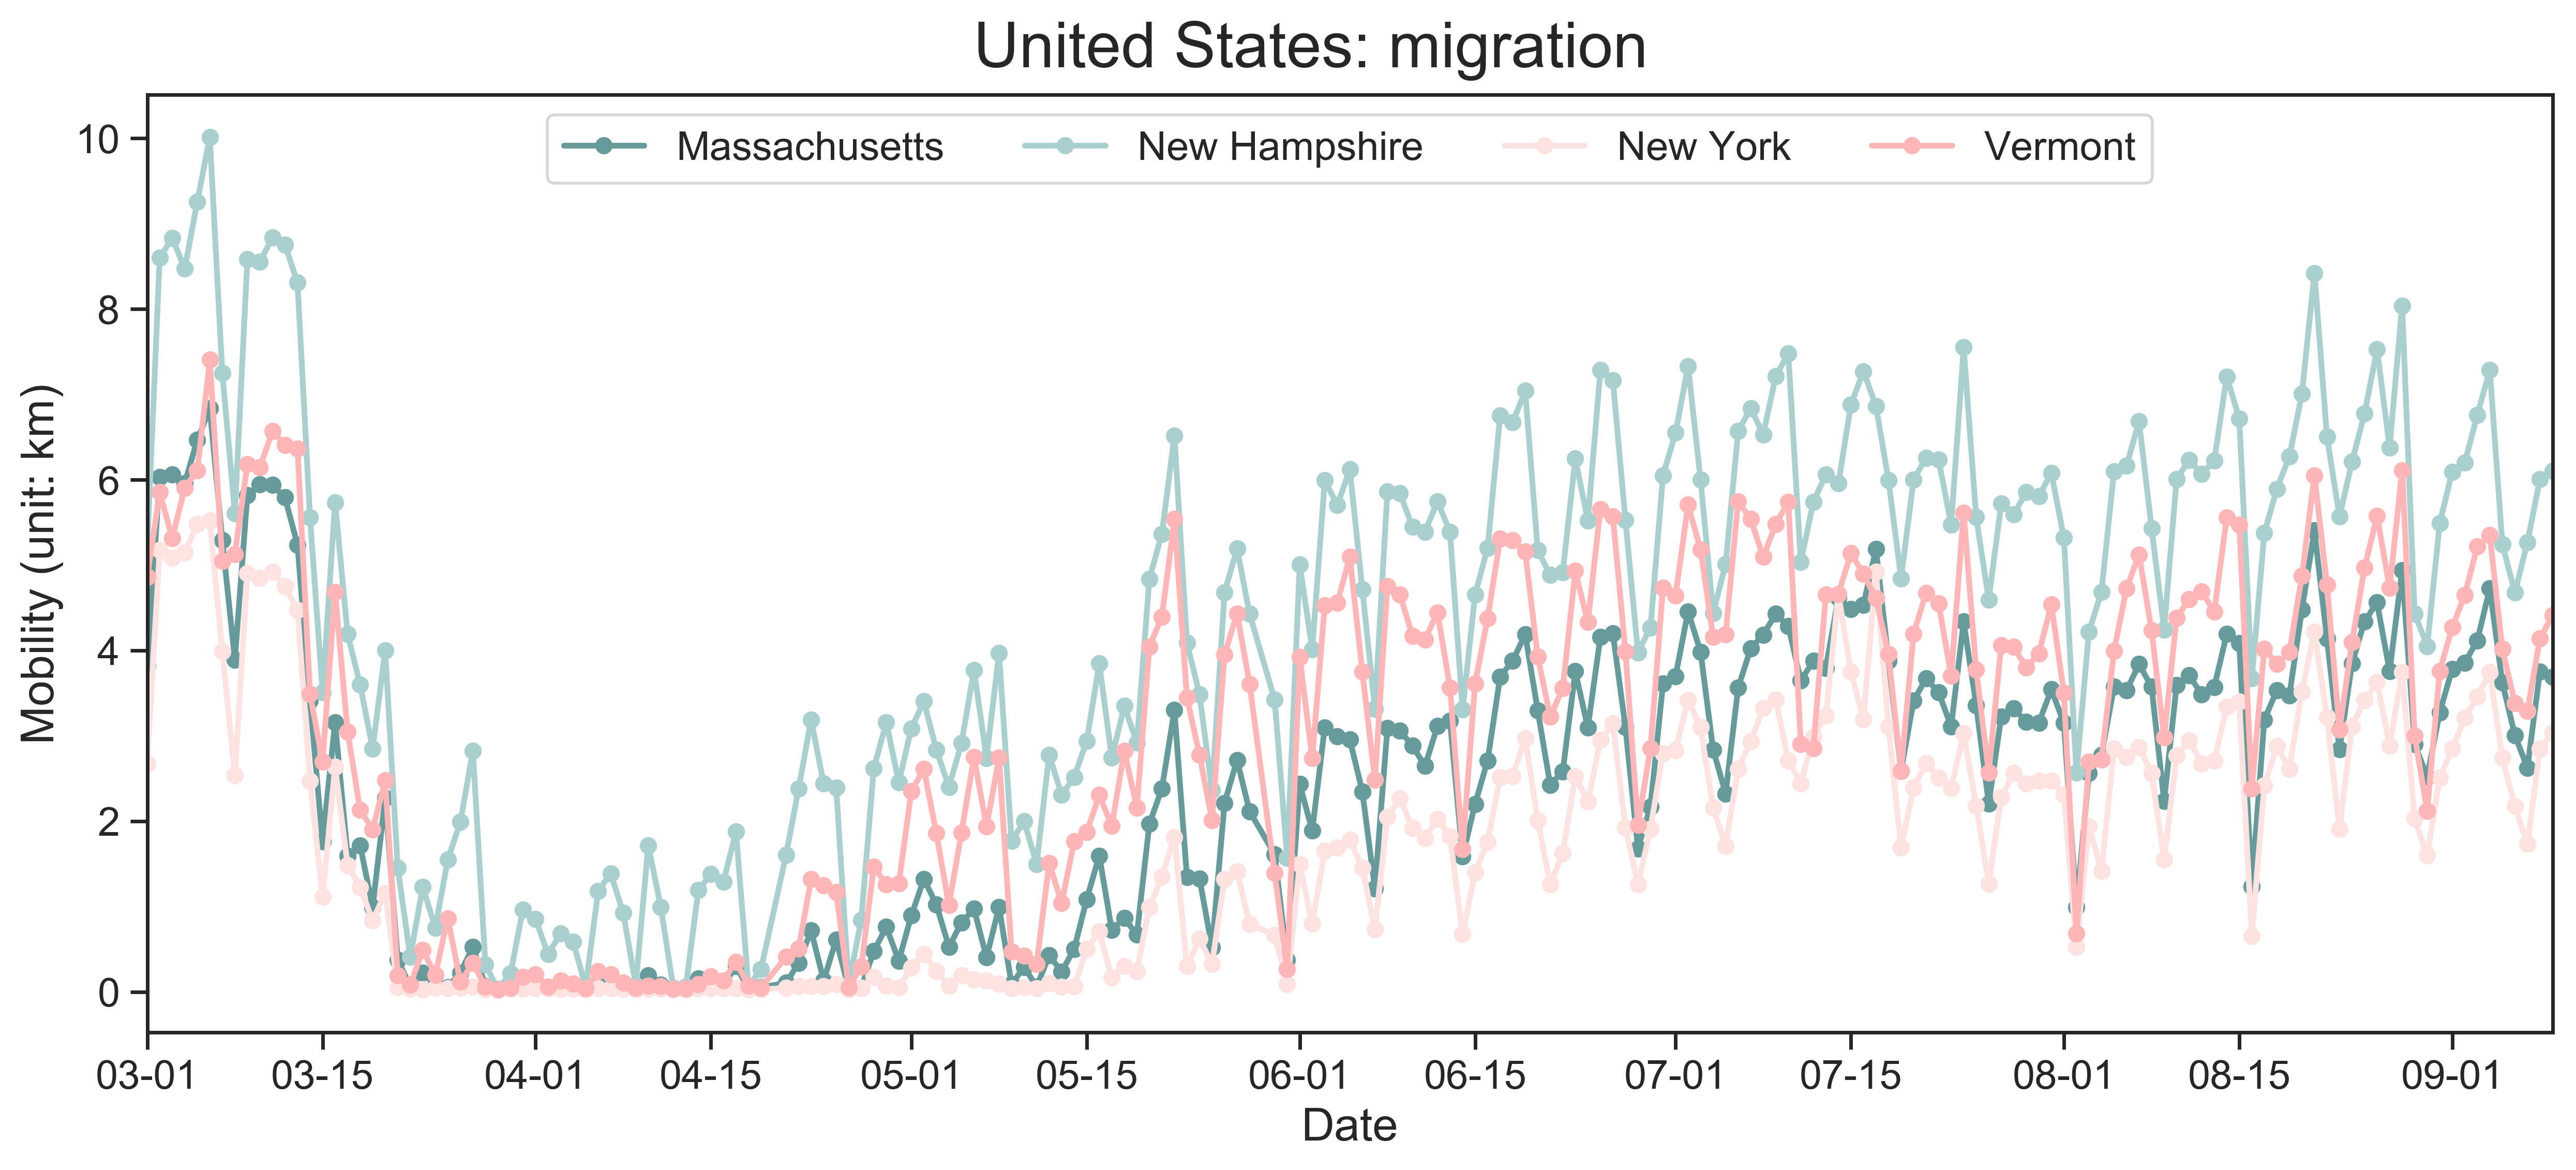 United States: migration
Massachusetts New Hampshire New York Vermont
Mobility (unit: km)
10
8
6
4
2
0
03-01 03-15 04-01 04-15 05-01 05-15 06-01 06-15 07-01 07-15 08-01 08-15 09-01
Date